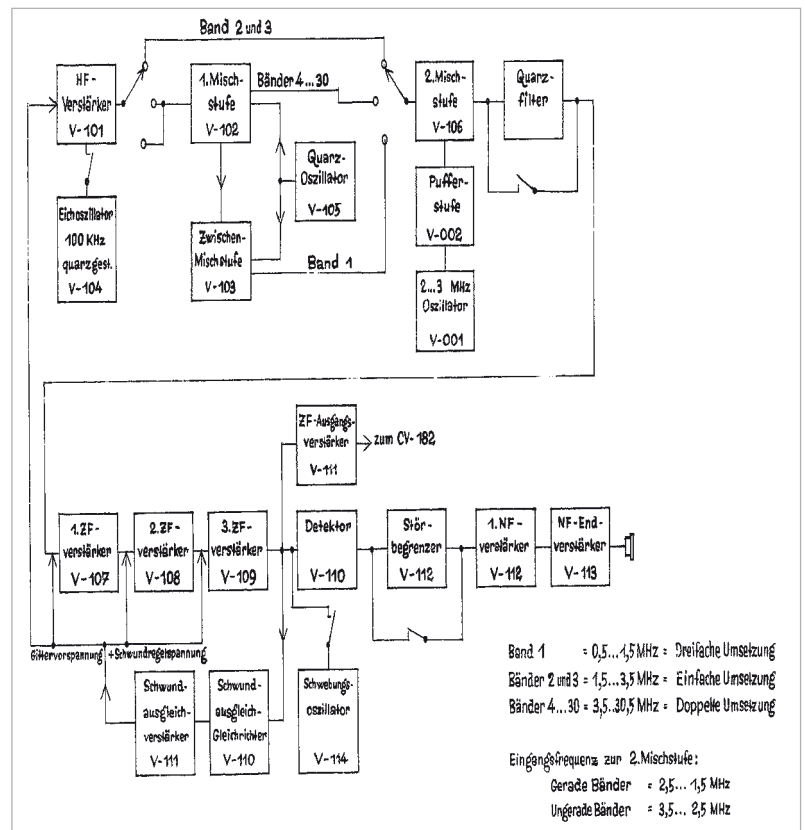 Band 2 und 3
HF-
Verstärker
V-101
1.Misch-
stufe
V-102
Bänder 4...30
2.Misch-
stufe
V-106
Quarz-
filter
Eichoszillator
100 KHz
quarzgest.
V-104
Quarz-
Oszillator
V-105
Zwischen-
Mischstufe
V-103
Band 1
Puffer-
stufe
V-002
2...3 MHz
Oszillator
V-001
ZF-Ausgangs-
verstärker
V-111
zum CV-182
1.ZF-
verstärker
V-107
2.ZF-
verstärker
V-108
3.ZF-
verstärker
V-109
Detektor
V-110
Stör-
begrenzer
V-112
1.NF-
verstärker
V-112
NF-End-
verstärker
V-113
Gittervorspannung +Schwundregelspannung
Schwund-
ausgleich-
verstärker
V-111
Schwund-
ausgleich-
Gleichrichter
V-110
Schwebungs-
oszillator
V-114
Band 1 = 0,5...1,5 MHz = Dreifache Umsetzung
Bänder 2 und 3 = 1,5...3,5 MHz = Einfache Umsetzung
Bänder 4...30 = 3,5..30,5 MHz = Doppelte Umsetzung
Eingangsfrequenz zur 2.Mischstufe:
Gerade Bänder = 2,5... 1,5 MHz
Ungerade Bänder = 3,5... 2,5 MHz